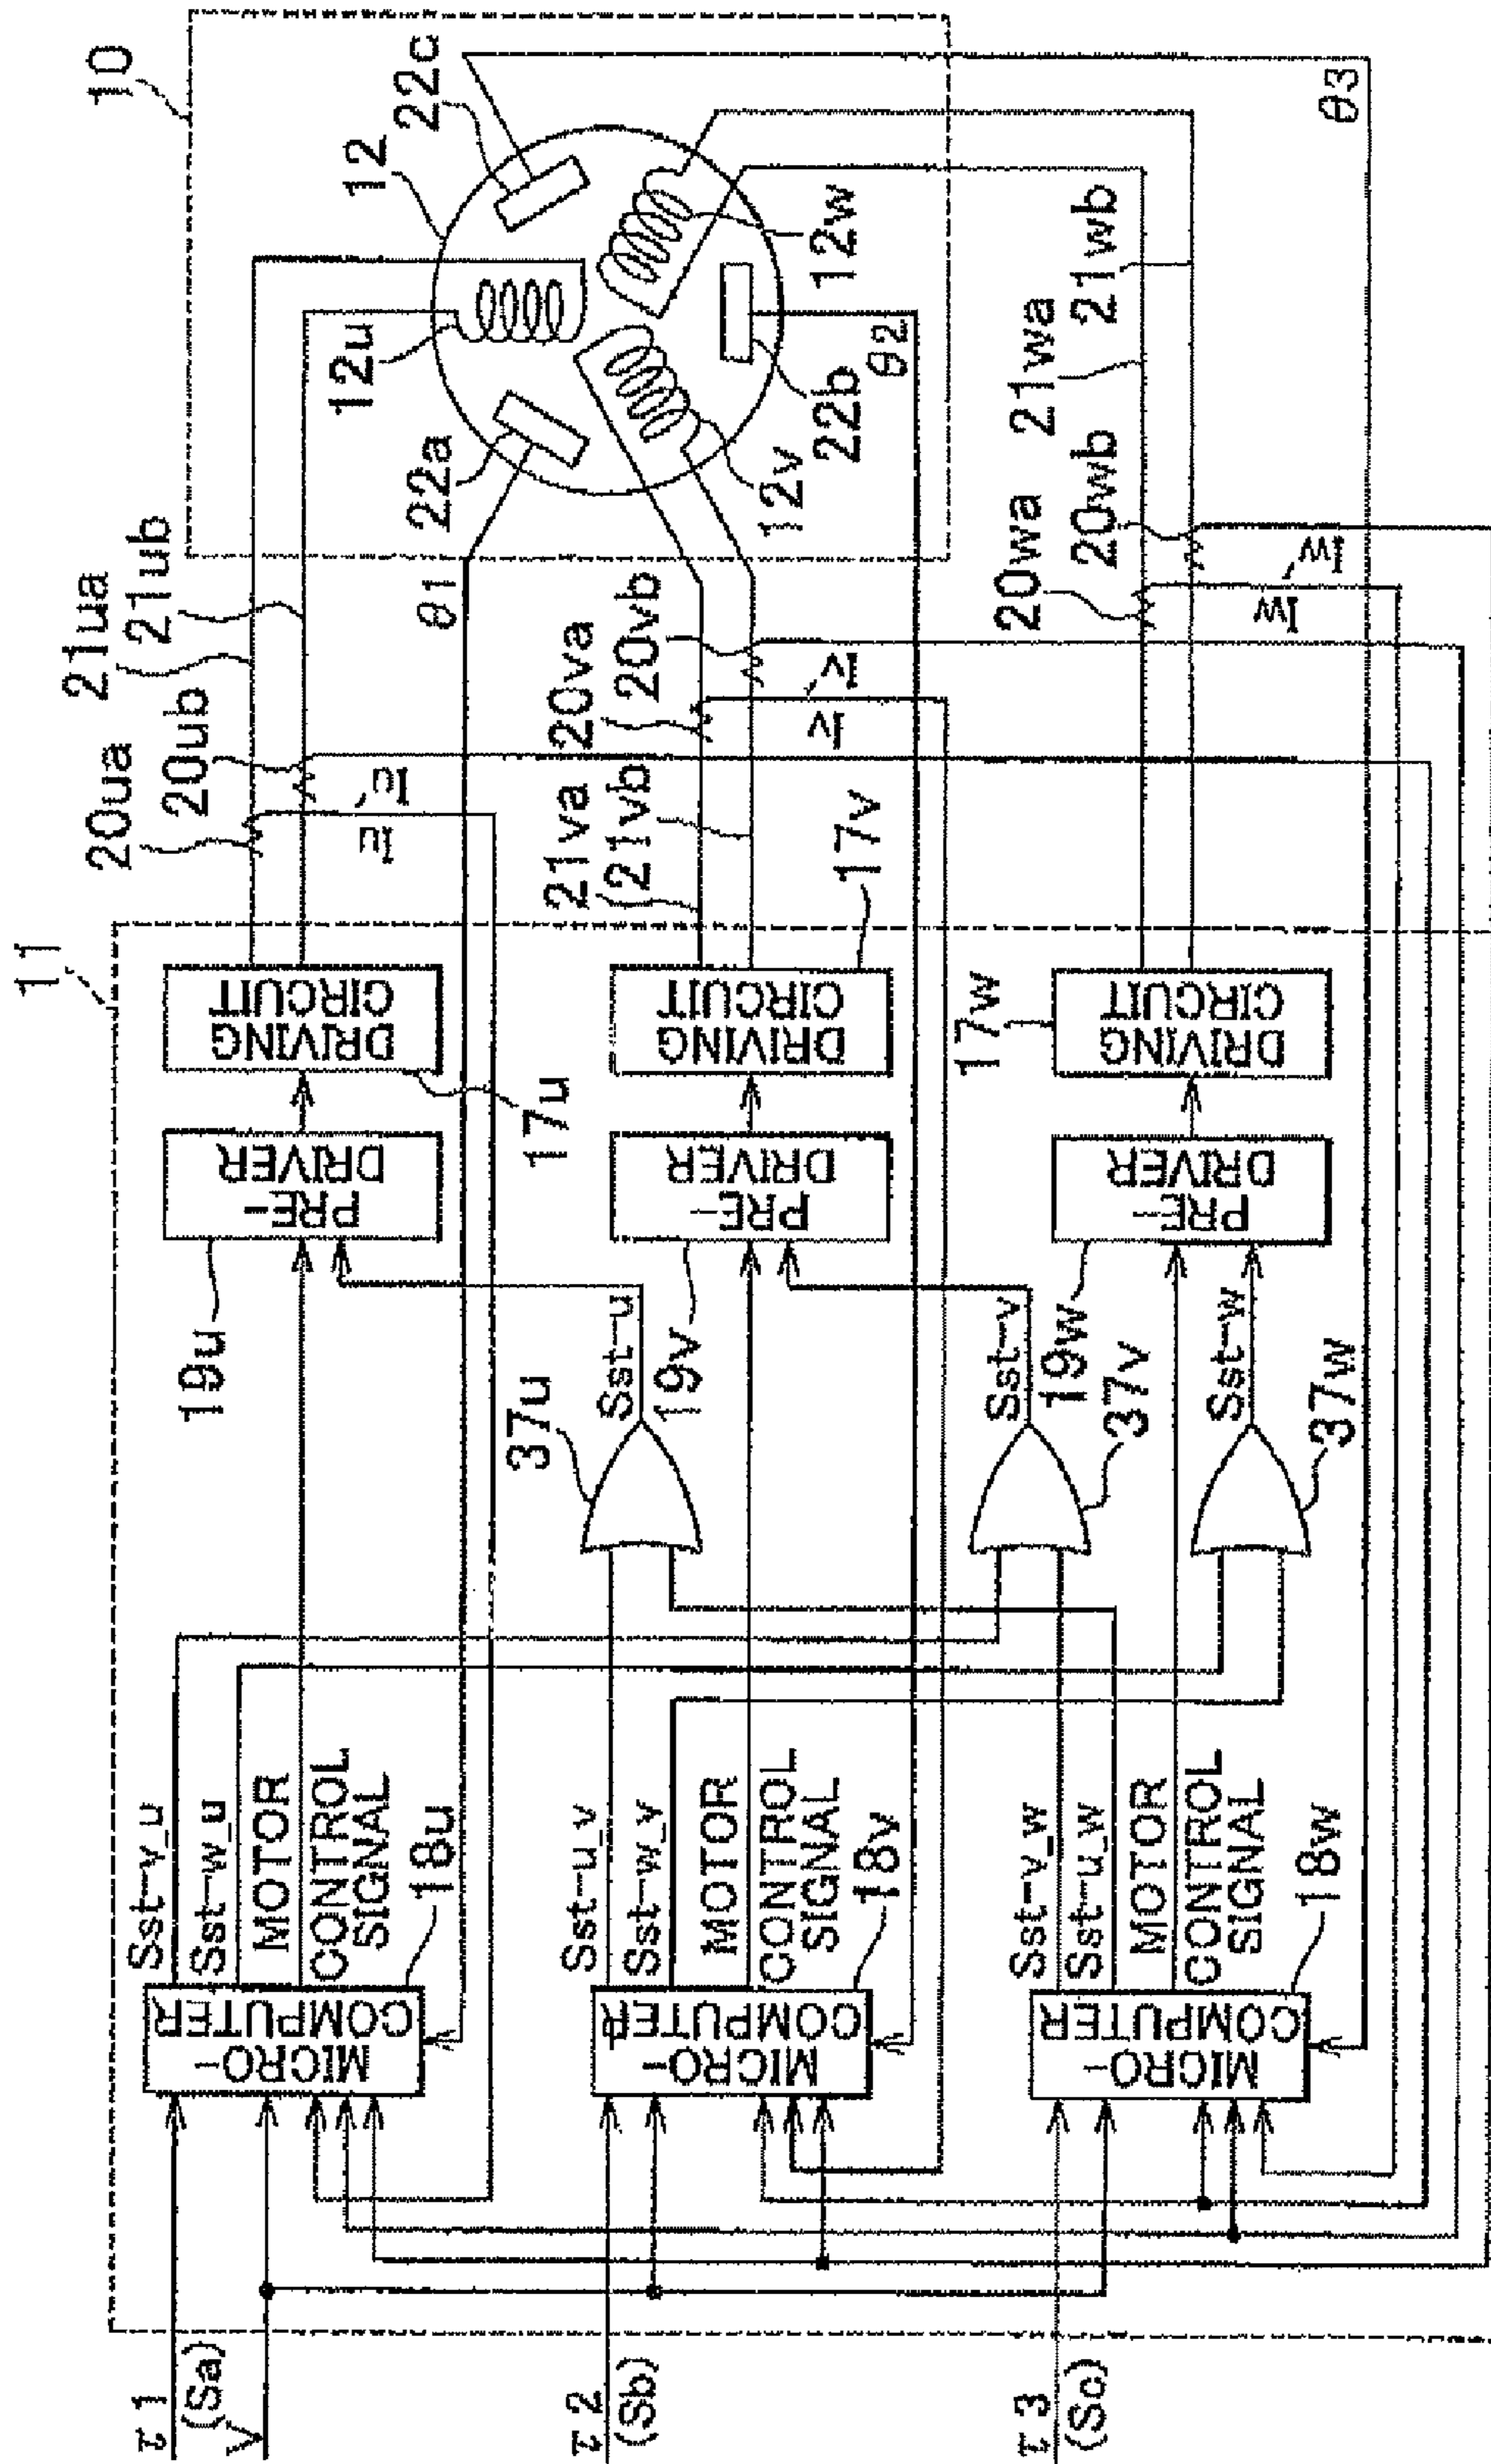 10
11
12
22c
12u
22a
12w
22b
12v
21ua
21ub
20ua
20ub
Iu
Iu'
θ1
20va
20vb
Iv
Iv'
21va
21vb
θ2
21wa
21wb
20wa
20wb
Iw
Iw'
θ3
DRIVING
CIRCUIT
17u
DRIVING
CIRCUIT
17v
DRIVING
CIRCUIT
17w
PRE-
DRIVER
19u
PRE-
DRIVER
19v
PRE-
DRIVER
19w
37u
Sst-u
37v
Sst-v
37w
Sst-w
Sst-v_u
Sst-w_u
MOTOR
CONTROL
SIGNAL
18u
Sst-u_v
Sst-w_v
MOTOR
CONTROL
SIGNAL
18v
Sst-v_w
Sst-u_w
MOTOR
CONTROL
SIGNAL
18w
MICRO-
COMPUTER
MICRO-
COMPUTER
MICRO-
COMPUTER
τ1
(Sa)
V
τ2
(Sb)
τ3
(Sc)